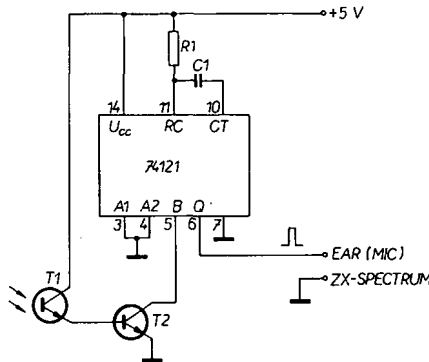 +5 V
R1
C1
14 11 10
Ucc RC CT
74121
A1 A2 B Q
3 4 5 6 7
EAR (MIC)
ZX-SPECTRUM
T1
T2